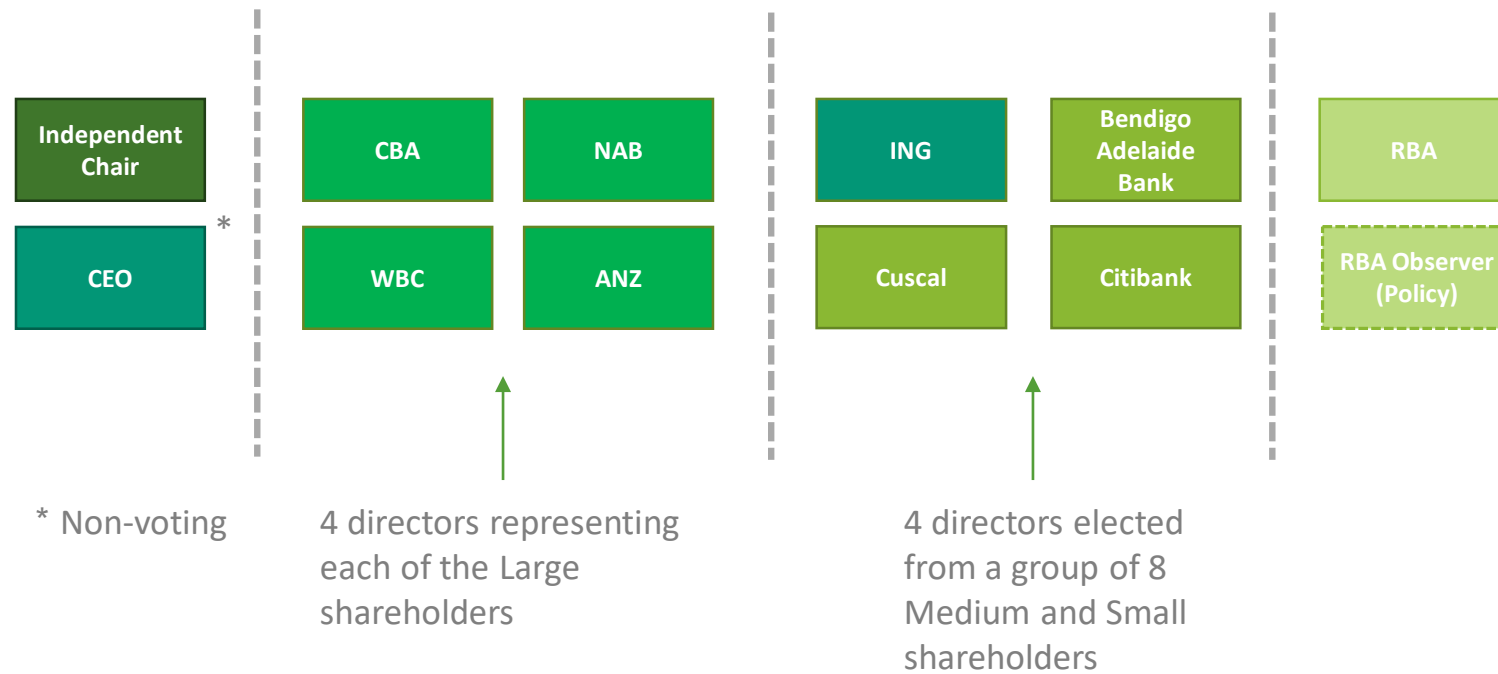 Independent
Chair
*
CEO
CBA
NAB
WBC
ANZ
ING
Bendigo
Adelaide
Bank
Cuscal
Citibank
RBA
RBA Observer
(Policy)
* Non-voting
4 directors representing
each of the Large
shareholders
4 directors elected
from a group of 8
Medium and Small
shareholders